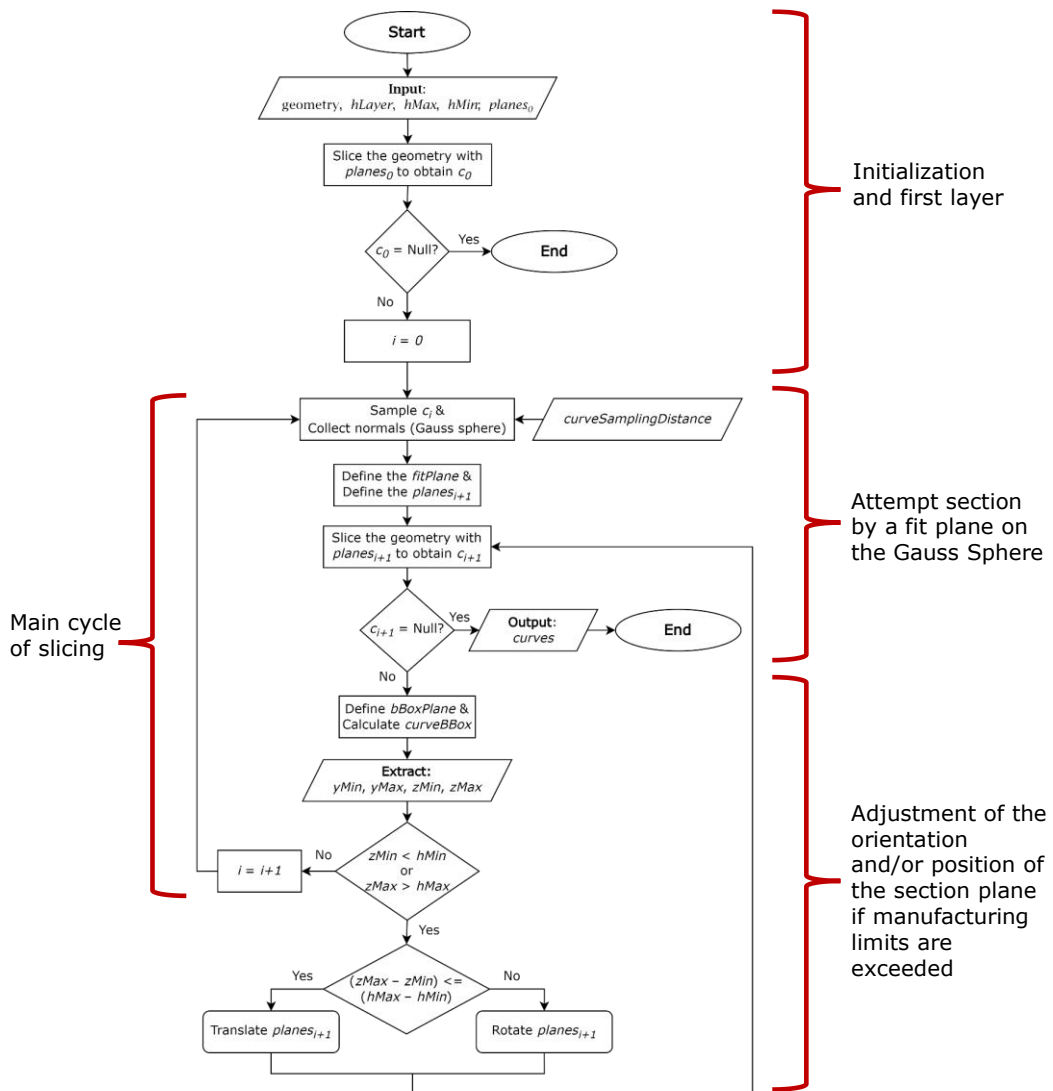 Start
Input:
geometry, hLayer, hMax, hMin, planes0
Slice the geometry with
planes0 to obtain c0
c0 = Null?
Yes
End
No
i = 0
Initialization
and first layer
Sample ci &
Collect normals (Gauss sphere)
curveSamplingDistance
Define the fitPlane &
Define the planesi+1
Slice the geometry with
planesi+1 to obtain ci+1
ci+1 = Null?
Yes
Output:
curves
End
No
Attempt section
by a fit plane on
the Gauss Sphere
Main cycle
of slicing
Define bBoxPlane &
Calculate curveBBox
Extract:
yMin, yMax, zMin, zMax
zMin < hMin
or
zMax > hMax
No
i = i+1
Yes
(zMax – zMin) <=
(hMax – hMin)
Yes
No
Translate planesi+1
Rotate planesi+1
Adjustment of the
orientation
and/or position of
the section plane
if manufacturing
limits are
exceeded